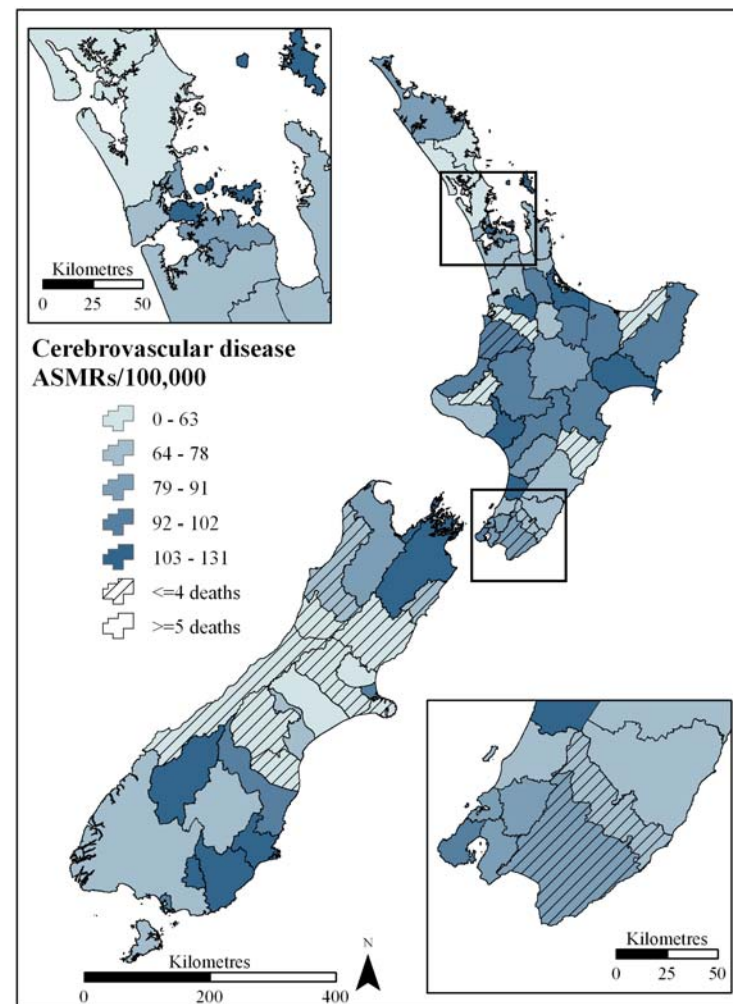 Kilometres
0 25 50
Cerebrovascular disease
ASMRs/100,000
0 - 63
64 - 78
79 - 91
92 - 102
103 - 131
<=4 deaths
>=5 deaths
Kilometres
0 200 400
N
Kilometres
0 25 50